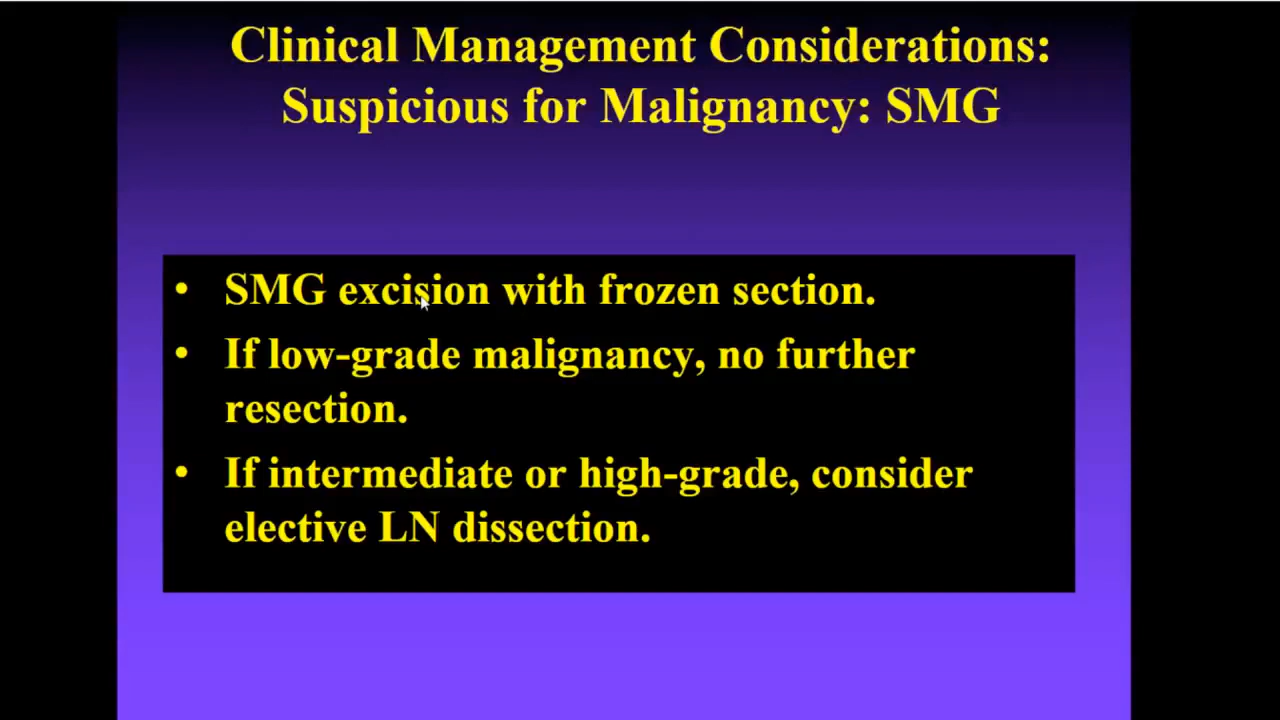 Clinical Management Considerations:
Suspicious for Malignancy: SMG
• SMG excision with frozen section.
• If low-grade malignancy, no further
resection.
• If intermediate or high-grade, consider
elective LN dissection.